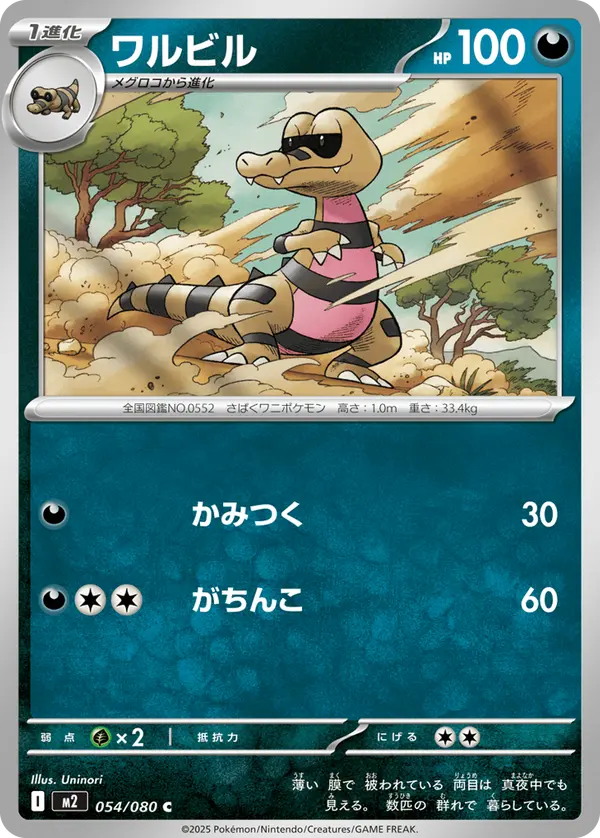 1進化
ワルビル
HP 100
メグロコから進化
全国図鑑NO.0552 さばくワニポケモン 高さ:1.0m 重さ:33.4kg
かみつく 30
がちんこ 60
弱点 ×2 抵抗力 にげる
Illus. Uninori
I m2 054/080 C
薄い 膜で 被われている 両目は 真夜中でも
見える。 数匹の 群れで 暮らしている。
©2025 Pokémon/Nintendo/Creatures/GAME FREAK.